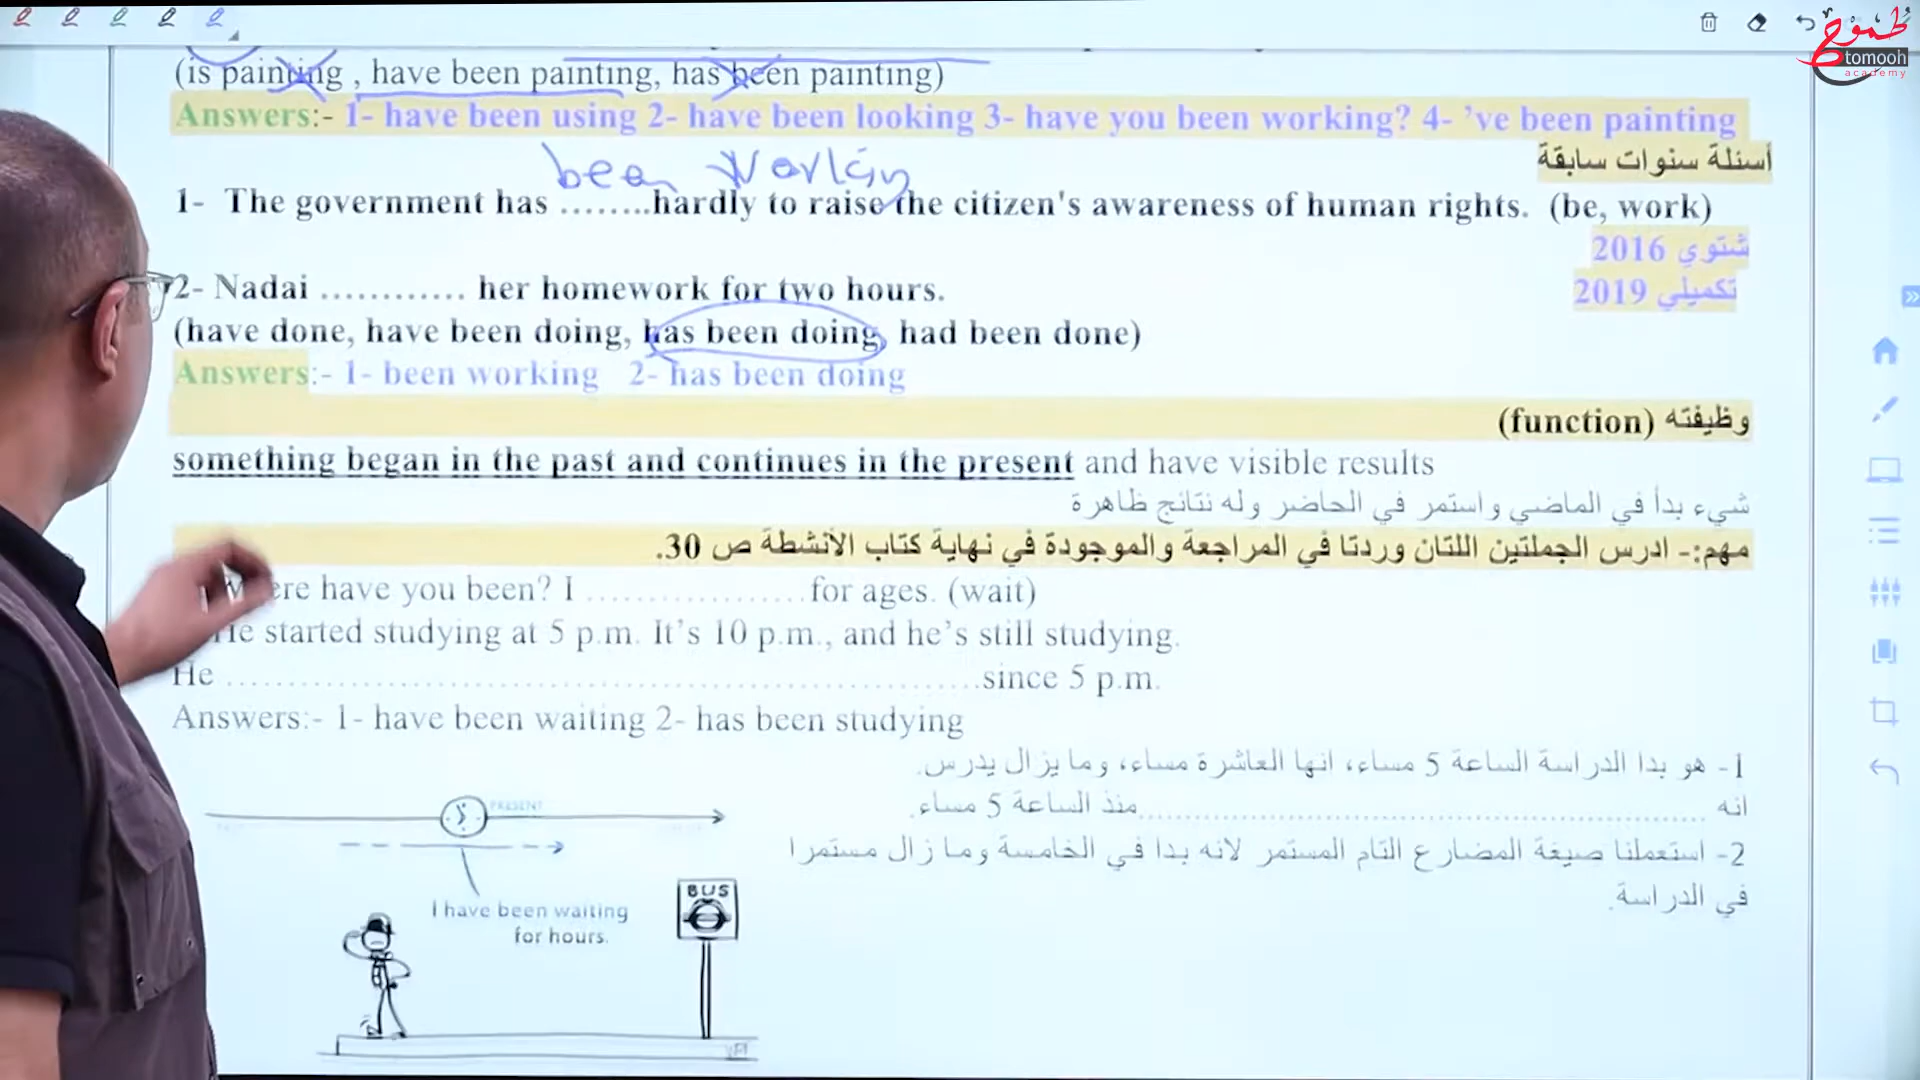 طموح
tomooh
academy
(is painting , have been painting, has been painting)
Answers:- 1- have been using 2- have been looking 3- have you been working? 4- ’ve been painting
أسئلة سنوات سابقة
been working
1- The government has ........hardly to raise the citizen's awareness of human rights. (be, work)
شتوي 2016
2- Nadai ............ her homework for two hours.
تكميلي 2019
(have done, have been doing, has been doing, had been done)
Answers:- 1- been working 2- has been doing
وظيفته (function)
something began in the past and continues in the present and have visible results
شيء بدأ في الماضي واستمر في الحاضر وله نتائج ظاهرة
مهم:- ادرس الجملتين اللتان وردتا في المراجعة والموجودة في نهاية كتاب الأنشطة ص 30.
have you been? I .................. for ages. (wait)
He started studying at 5 p.m. It’s 10 p.m., and he’s still studying.
He ............................................................since 5 p.m.
Answers:- 1- have been waiting 2- has been studying
1- هو بدا الدراسة الساعة 5 مساء، انها العاشرة مساء، وما يزال يدرس.
انه ............................................................منذ الساعة 5 مساء.
2- استعملنا صيغة المضارع التام المستمر لانه بدا في الخامسة وما زال مستمرا
في الدراسة.
PRESENT
I have been waiting
for hours.
BUS